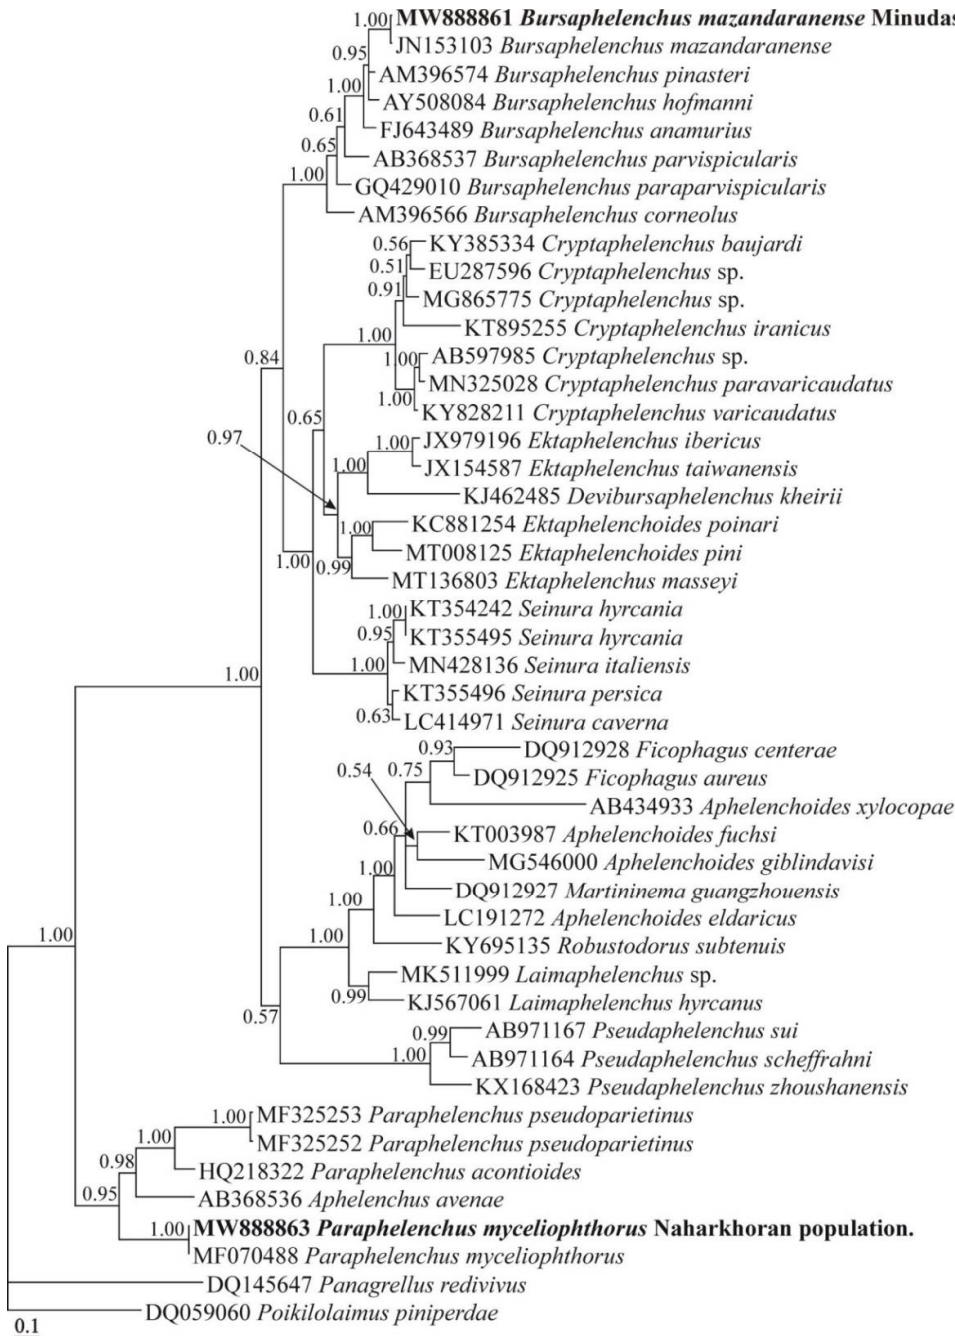 1.00 MW888861 Bursaphelenchus mazandaranense Minudas
JN153103 Bursaphelenchus mazandaranense
0.95
AM396574 Bursaphelenchus pinasteri
1.00
AY508084 Bursaphelenchus hofmanni
0.61
FJ643489 Bursaphelenchus anamurius
0.65
AB368537 Bursaphelenchus parvispicularis
1.00
GQ429010 Bursaphelenchus paraparvispicularis
AM396566 Bursaphelenchus corneolus
0.56 KY385334 Cryptaphelenchus baujardi
0.51 EU287596 Cryptaphelenchus sp.
0.91 MG865775 Cryptaphelenchus sp.
KT895255 Cryptaphelenchus iranicus
1.00
0.84
1.00 AB597985 Cryptaphelenchus sp.
MN325028 Cryptaphelenchus paravaricaudatus
1.00
KY828211 Cryptaphelenchus varicaudatus
0.65
0.97
1.00 JX979196 Ektaphelenchus ibericus
1.00 JX154587 Ektaphelenchus taiwanensis
KJ462485 Devibursaphelenchus kheirii
1.00 KC881254 Ektaphelenchoides poinari
MT008125 Ektaphelenchoides pini
1.00 0.99
MT136803 Ektaphelenchus masseyi
1.00 KT354242 Seinura hyrcania
0.95 KT355495 Seinura hyrcania
1.00 MN428136 Seinura italiensis
1.00
KT355496 Seinura persica
0.63 LC414971 Seinura caverna
0.93 DQ912928 Ficophagus centerae
0.54 0.75 DQ912925 Ficophagus aureus
AB434933 Aphelenchoides xylocopae
0.66 KT003987 Aphelenchoides fuchsi
MG546000 Aphelenchoides giblindavisi
1.00
DQ912927 Martininema guangzhouensis
1.00
LC191272 Aphelenchoides eldaricus
1.00 1.00
KY695135 Robustodorus subtenuis
MK511999 Laimaphelenchus sp.
0.99 KJ567061 Laimaphelenchus hyrcanus
0.57
0.99 AB971167 Pseudaphelenchus sui
1.00 AB971164 Pseudaphelenchus scheffrahni
KX168423 Pseudaphelenchus zhoushanensis
1.00 MF325253 Paraphelenchus pseudoparietinus
1.00 MF325252 Paraphelenchus pseudoparietinus
0.98 HQ218322 Paraphelenchus acontioides
0.95 AB368536 Aphelenchus avenae
1.00 MW888863 Paraphelenchus myceliophthorus Naharkhoran population.
MF070488 Paraphelenchus myceliophthorus
DQ145647 Panagrellus redivivus
DQ059060 Poikilolaimus piniperdae
0.1